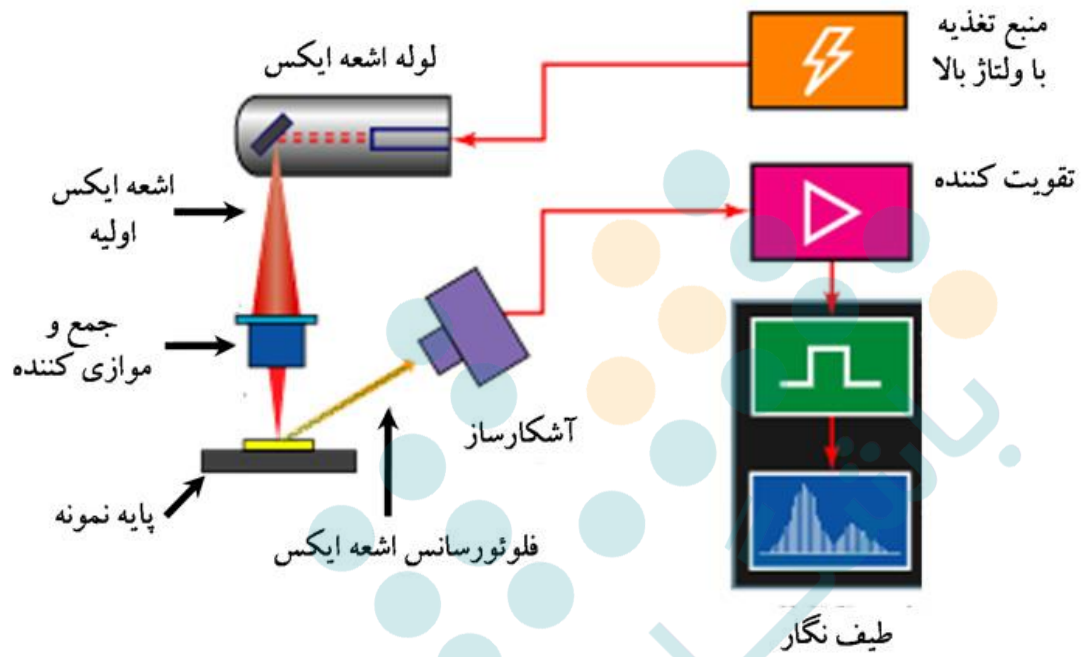 منبع تغذیه
با ولتاژ بالا
لوله اشعه ایکس
تقویت کننده
اشعه ایکس
اولیه
جمع و
موازی کننده
آشکارساز
پایه نمونه
فلوئورسانس اشعه ایکس
طیف نگار